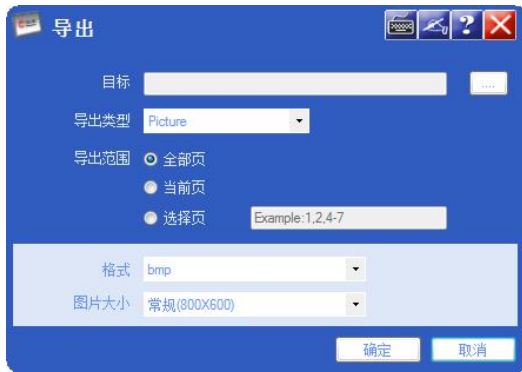 导出
目标
....
导出类型 Picture
导出范围 全部页
当前页
选择页 Example:1,2,4-7
格式 bmp
图片大小 常规(800X600)
确定 取消